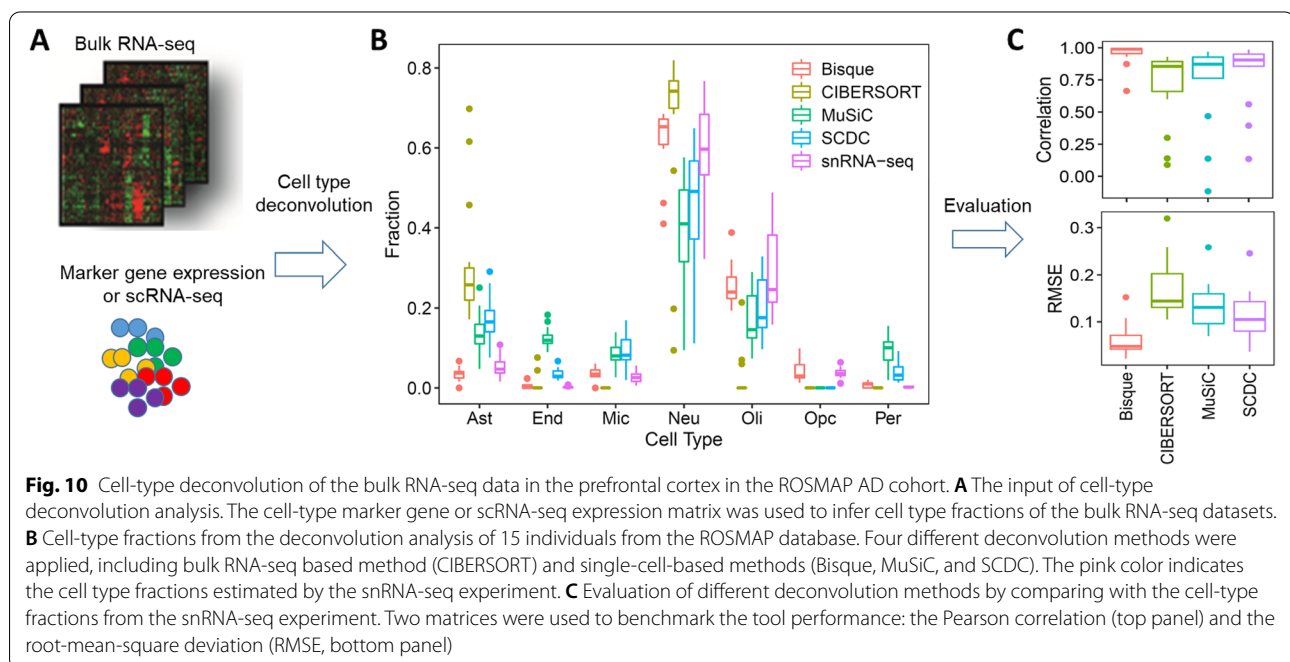 A
Bulk RNA-seq
Marker gene expression
or scRNA-seq
Cell type
deconvolution
B
Fraction
0.8
0.6
0.4
0.2
0.0
Bisque
CIBERSORT
MuSiC
SCDC
snRNA−seq
Ast End Mic Neu Oli Opc Per
Cell Type
Evaluation
C
Correlation
1.00
0.75
0.50
0.25
0.00
RMSE
0.3
0.2
0.1
Bisque
CIBERSORT
MuSiC
SCDC
Fig. 10 Cell-type deconvolution of the bulk RNA-seq data in the prefrontal cortex in the ROSMAP AD cohort. A The input of cell-type
deconvolution analysis. The cell-type marker gene or scRNA-seq expression matrix was used to infer cell type fractions of the bulk RNA-seq datasets.
B Cell-type fractions from the deconvolution analysis of 15 individuals from the ROSMAP database. Four different deconvolution methods were
applied, including bulk RNA-seq based method (CIBERSORT) and single-cell-based methods (Bisque, MuSiC, and SCDC). The pink color indicates
the cell type fractions estimated by the snRNA-seq experiment. C Evaluation of different deconvolution methods by comparing with the cell-type
fractions from the snRNA-seq experiment. Two matrices were used to benchmark the tool performance: the Pearson correlation (top panel) and the
root-mean-square deviation (RMSE, bottom panel)